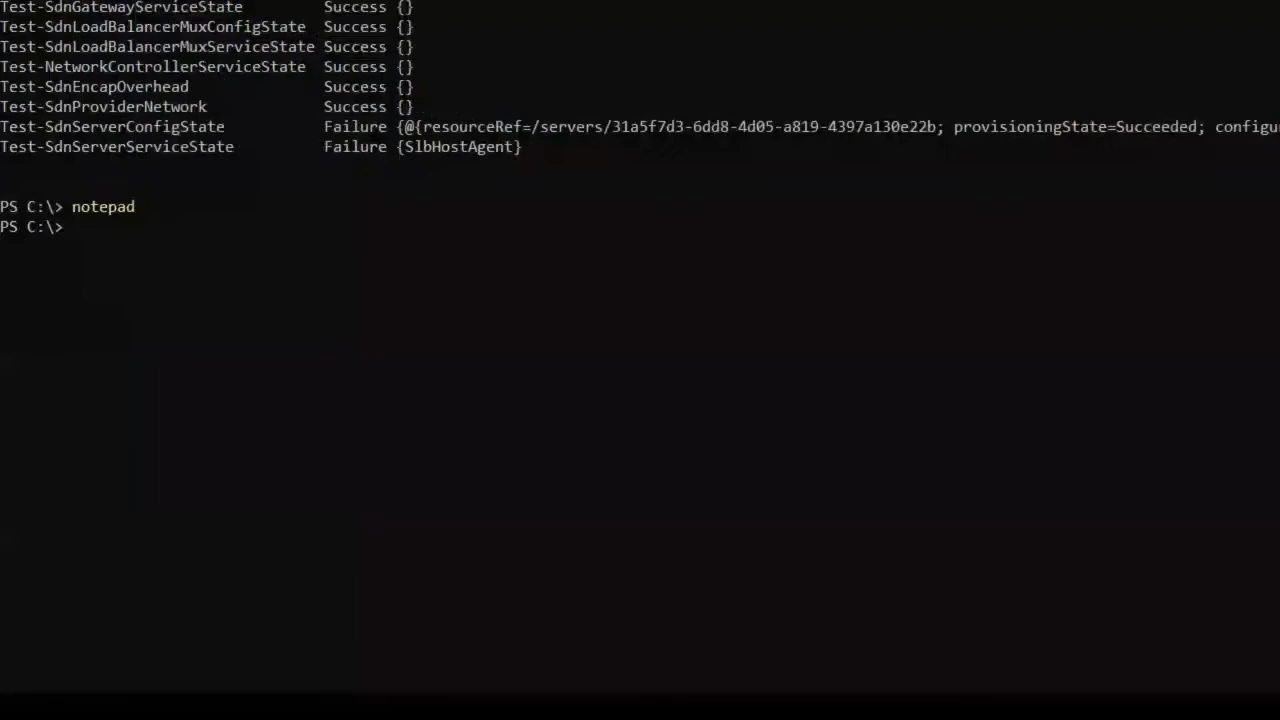 Test-SdnGatewayServiceState         Success {}
Test-SdnLoadBalancerMuxConfigState  Success {}
Test-SdnLoadBalancerMuxServiceState Success {}
Test-NetworkControllerServiceState  Success {}
Test-SdnEncapOverhead               Success {}
Test-SdnProviderNetwork             Success {}
Test-SdnServerConfigState           Failure {@{resourceRef=/servers/31a5f7d3-6dd8-4d05-a819-4397a130e22b; provisioningState=Succeeded; configu
Test-SdnServerServiceState          Failure {SlbHostAgent}
PS C:\> notepad
PS C:\>